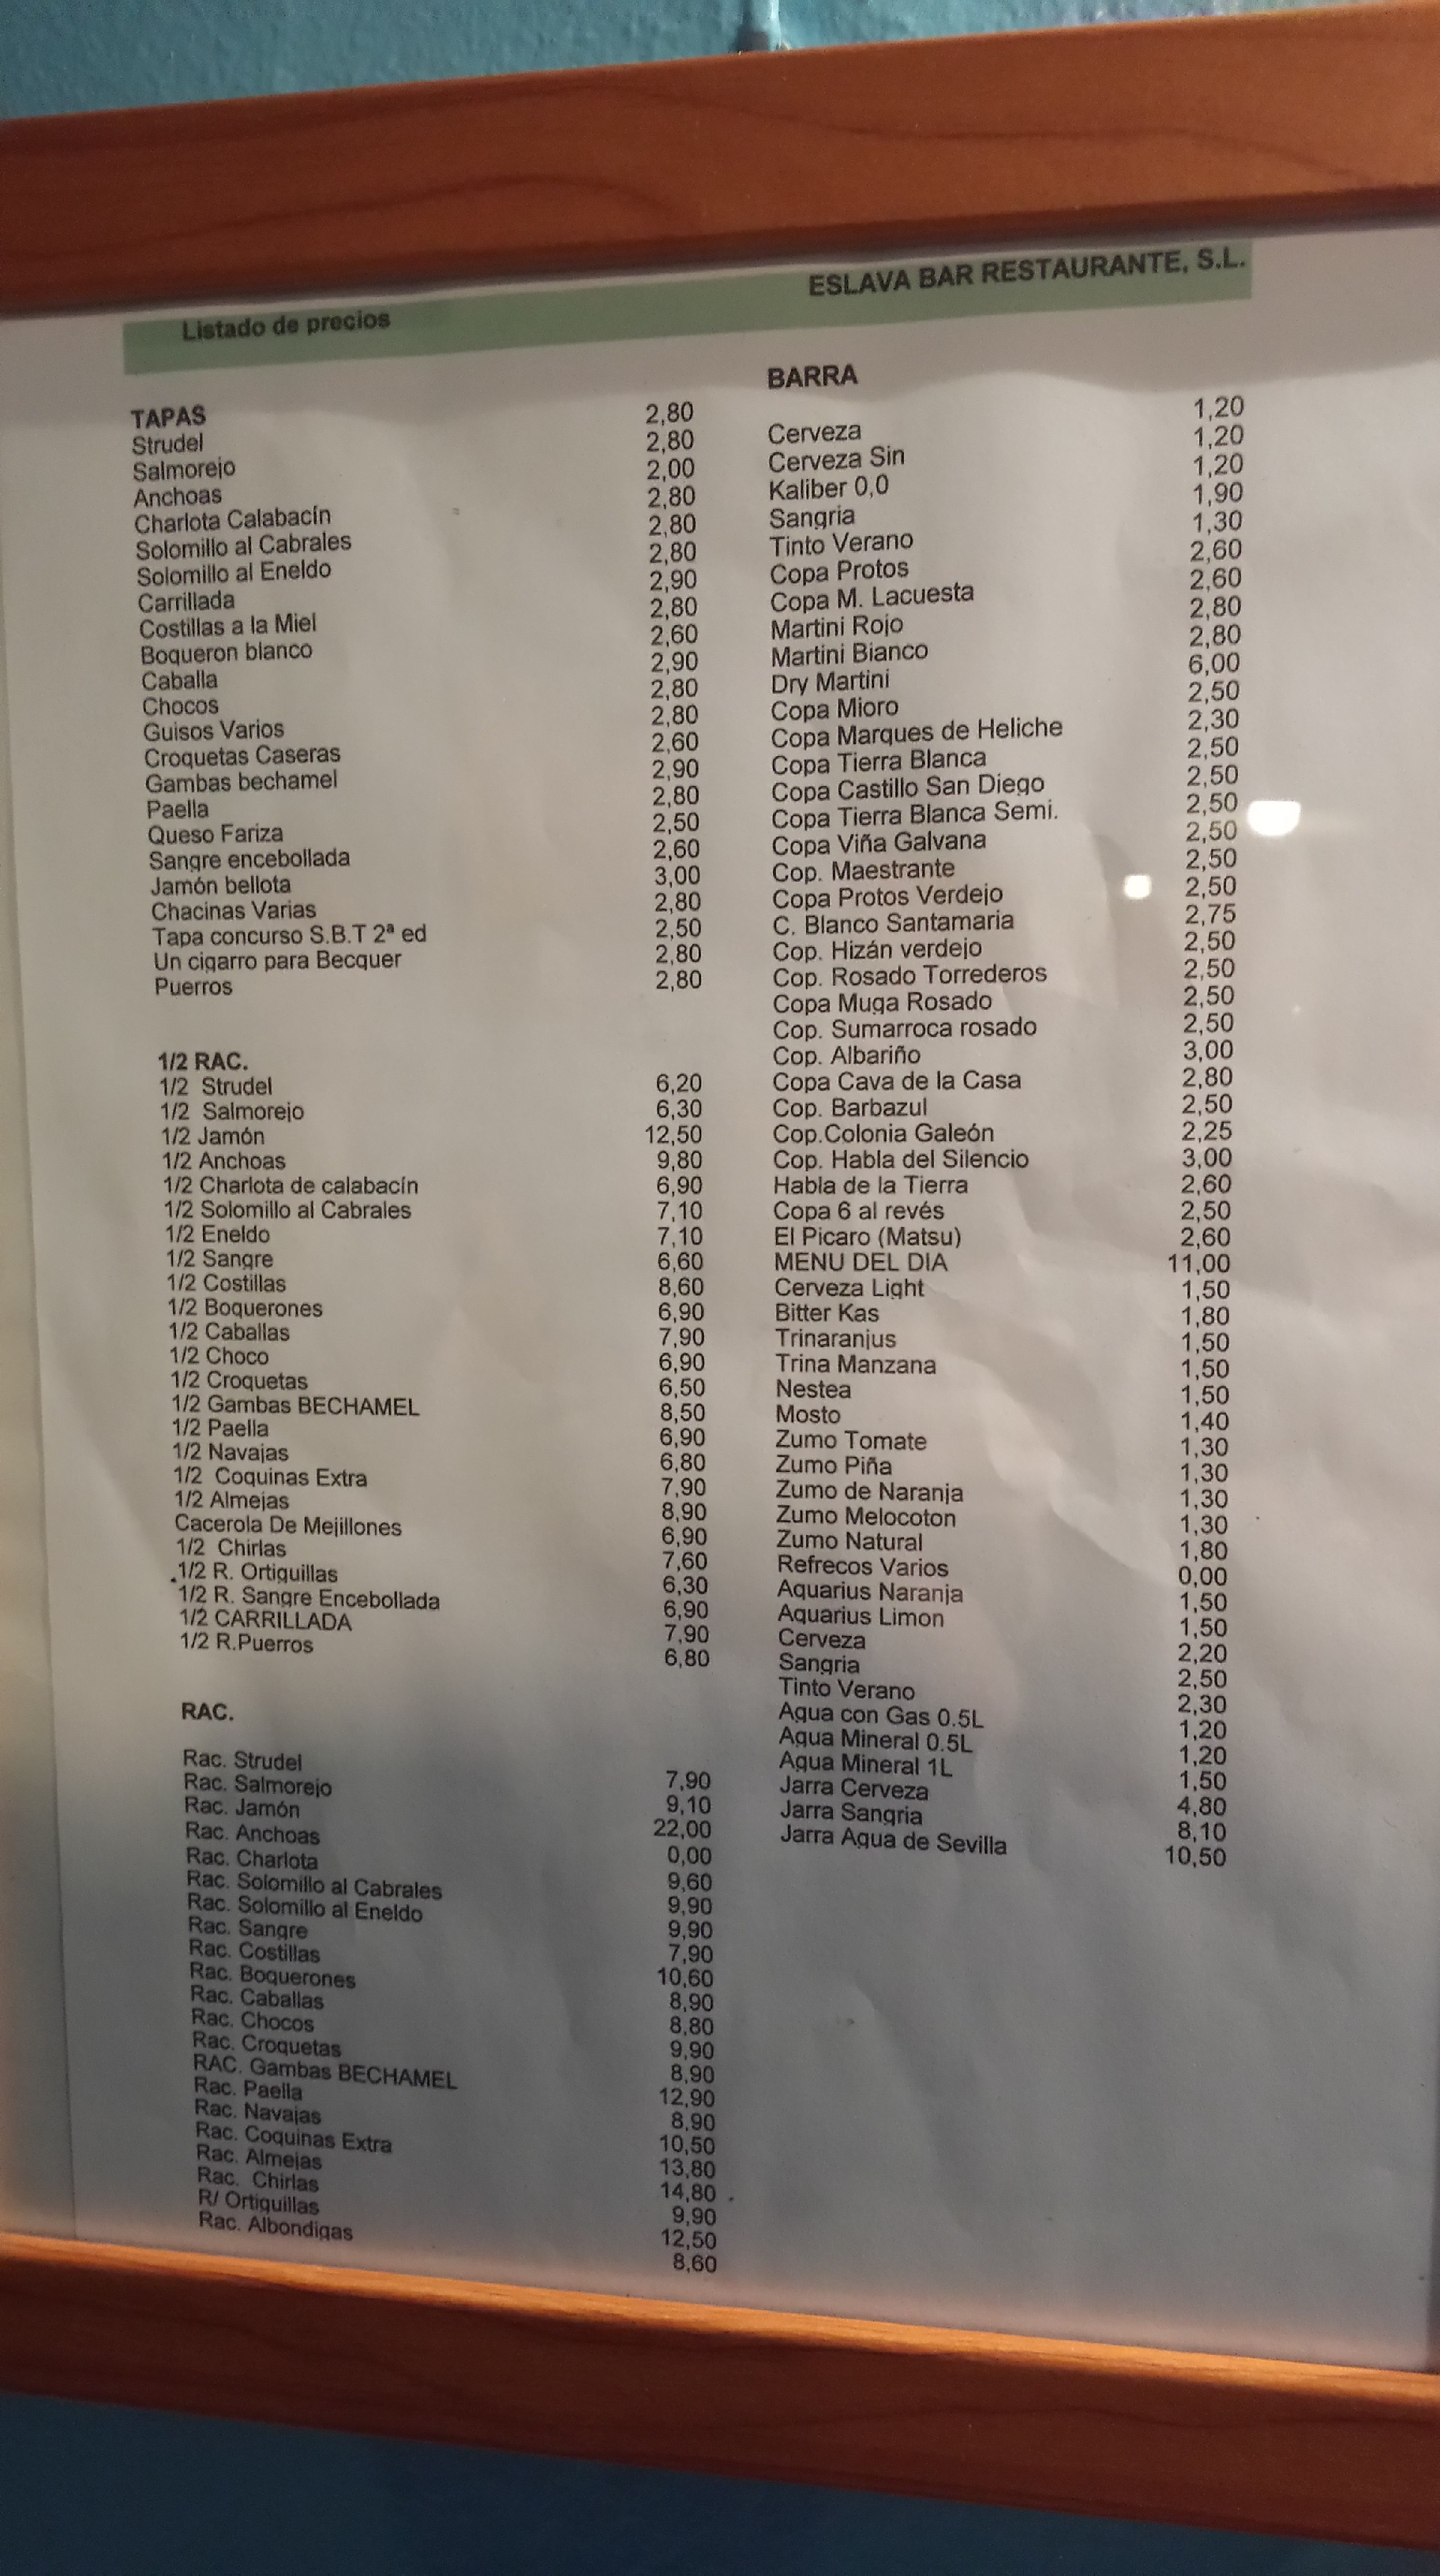 Listado de precios
ESLAVA BAR RESTAURANTE, S.L.
TAPAS
Strudel 2,80
Salmorejo 2,80
Anchoas 2,00
Charlota Calabacín 2,80
Solomillo al Cabrales 2,80
Solomillo al Eneldo 2,80
Carrillada 2,90
Costillas a la Miel 2,80
Boqueron blanco 2,60
Caballa 2,90
Chocos 2,80
Guisos Varios 2,80
Croquetas Caseras 2,60
Gambas bechamel 2,90
Paella 2,80
Queso Fariza 2,50
Sangre encebollada 2,60
Jamón bellota 3,00
Chacinas Varias 2,80
Tapa concurso S.B.T 2ª ed 2,50
Un cigarro para Becquer 2,80
Puerros 2,80
1/2 RAC.
1/2 Strudel 6,20
1/2 Salmorejo 6,30
1/2 Jamón 12,50
1/2 Anchoas 9,80
1/2 Charlota de calabacín 6,90
1/2 Solomillo al Cabrales 7,10
1/2 Eneldo 7,10
1/2 Sangre 6,60
1/2 Costillas 8,60
1/2 Boquerones 6,90
1/2 Caballas 7,90
1/2 Choco 6,90
1/2 Croquetas 6,50
1/2 Gambas BECHAMEL 8,50
1/2 Paella 6,90
1/2 Navajas 6,80
1/2 Coquinas Extra 7,90
1/2 Almejas 8,90
Cacerola De Mejillones 6,90
1/2 Chirlas 7,60
1/2 R. Ortiguillas 6,30
1/2 R. Sangre Encebollada 6,90
1/2 CARRILLADA 7,90
1/2 R.Puerros 6,80
RAC.
Rac. Strudel 7,90
Rac. Salmorejo 9,10
Rac. Jamón 22,00
Rac. Anchoas 0,00
Rac. Charlota 9,60
Rac. Solomillo al Cabrales 9,90
Rac. Solomillo al Eneldo 9,90
Rac. Sangre 7,90
Rac. Costillas 10,60
Rac. Boquerones 8,90
Rac. Caballas 8,80
Rac. Chocos 9,90
Rac. Croquetas 8,90
RAC. Gambas BECHAMEL 12,90
Rac. Paella 8,90
Rac. Navajas 10,50
Rac. Coquinas Extra 13,80
Rac. Almejas 14,80
Rac. Chirlas 9,90
R/ Ortiguillas 12,50
Rac. Albondigas 8,60
BARRA
Cerveza 1,20
Cerveza Sin 1,20
Kaliber 0,0 1,20
Sangria 1,90
Tinto Verano 1,30
Copa Protos 2,60
Copa M. Lacuesta 2,60
Martini Rojo 2,80
Martini Bianco 2,80
Dry Martini 6,00
Copa Mioro 2,50
Copa Marques de Heliche 2,30
Copa Tierra Blanca 2,50
Copa Castillo San Diego 2,50
Copa Tierra Blanca Semi. 2,50
Copa Viña Galvana 2,50
Cop. Maestrante 2,50
Copa Protos Verdejo 2,50
C. Blanco Santamaria 2,75
Cop. Hizán verdejo 2,50
Cop. Rosado Torrederos 2,50
Copa Muga Rosado 2,50
Cop. Sumarroca rosado 2,50
Cop. Albariño 3,00
Copa Cava de la Casa 2,80
Cop. Barbazul 2,50
Cop.Colonia Galeón 2,25
Cop. Habla del Silencio 3,00
Habla de la Tierra 2,60
Copa 6 al revés 2,50
El Picaro (Matsu) 2,60
MENU DEL DIA 11,00
Cerveza Light 1,50
Bitter Kas 1,80
Trinaranjus 1,50
Trina Manzana 1,50
Nestea 1,50
Mosto 1,40
Zumo Tomate 1,30
Zumo Piña 1,30
Zumo de Naranja 1,30
Zumo Melocoton 1,30
Zumo Natural 1,80
Refrecos Varios 0,00
Aquarius Naranja 1,50
Aquarius Limon 1,50
Cerveza 2,20
Sangria 2,50
Tinto Verano 2,30
Agua con Gas 0.5L 1,20
Agua Mineral 0.5L 1,20
Agua Mineral 1L 1,50
Jarra Cerveza 4,80
Jarra Sangria 8,10
Jarra Agua de Sevilla 10,50